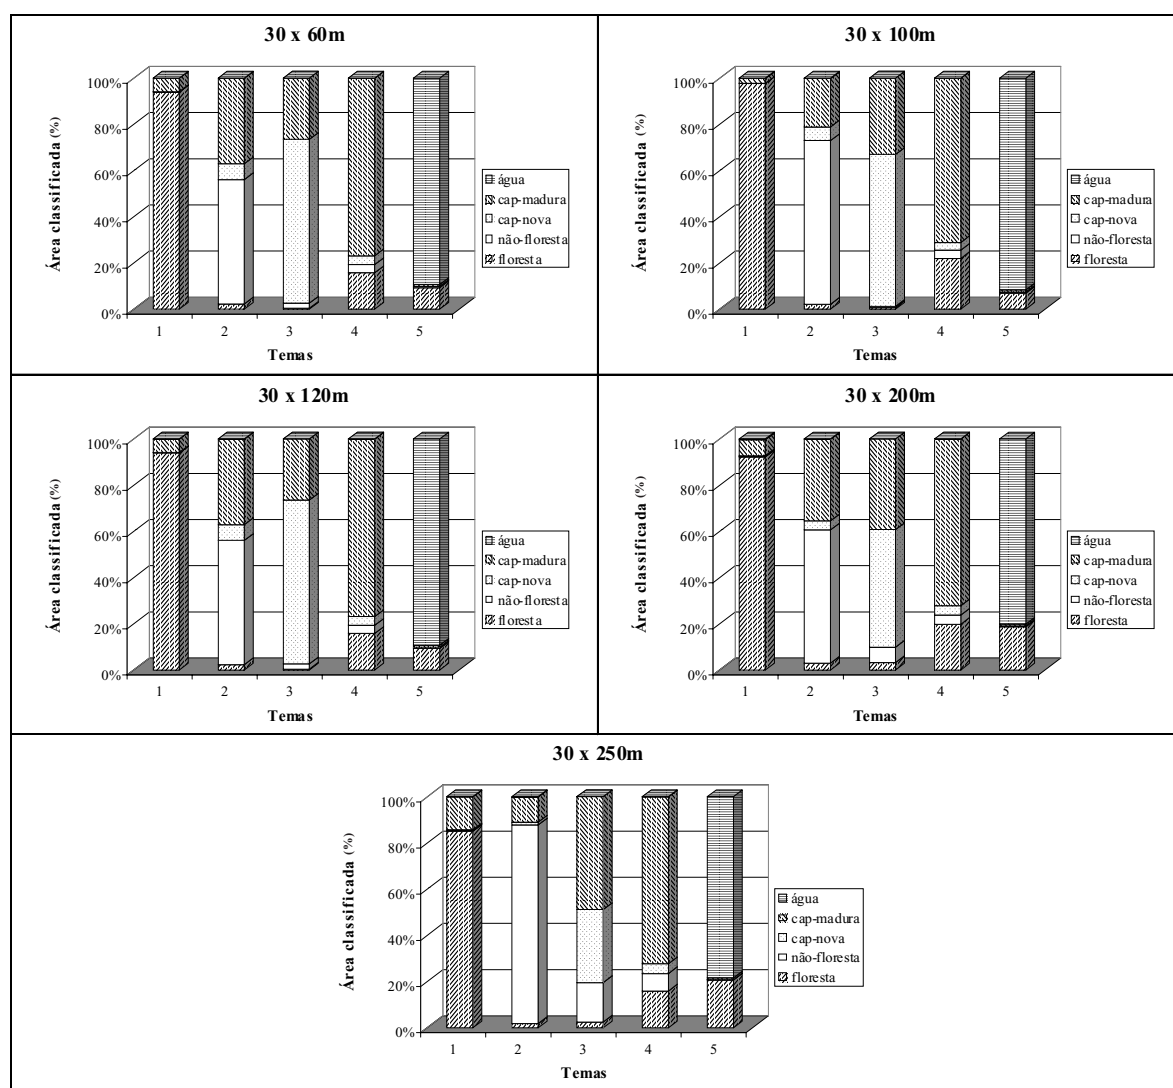 30 x 60m
100%
80%
60%
40%
20%
0%
Área classificada (%)
1 2 3 4 5
Temas
água
cap-madura
cap-nova
não-floresta
floresta
30 x 100m
100%
80%
60%
40%
20%
0%
Área classificada (%)
1 2 3 4 5
Temas
água
cap-madura
cap-nova
não-floresta
floresta
30 x 120m
100%
80%
60%
40%
20%
0%
Área classificada (%)
1 2 3 4 5
Temas
água
cap-madura
cap-nova
não-floresta
floresta
30 x 200m
100%
80%
60%
40%
20%
0%
Área classificada (%)
1 2 3 4 5
Temas
água
cap-madura
cap-nova
não-floresta
floresta
30 x 250m
100%
80%
60%
40%
20%
0%
Área classificada (%)
1 2 3 4 5
Temas
água
cap-madura
cap-nova
não-floresta
floresta